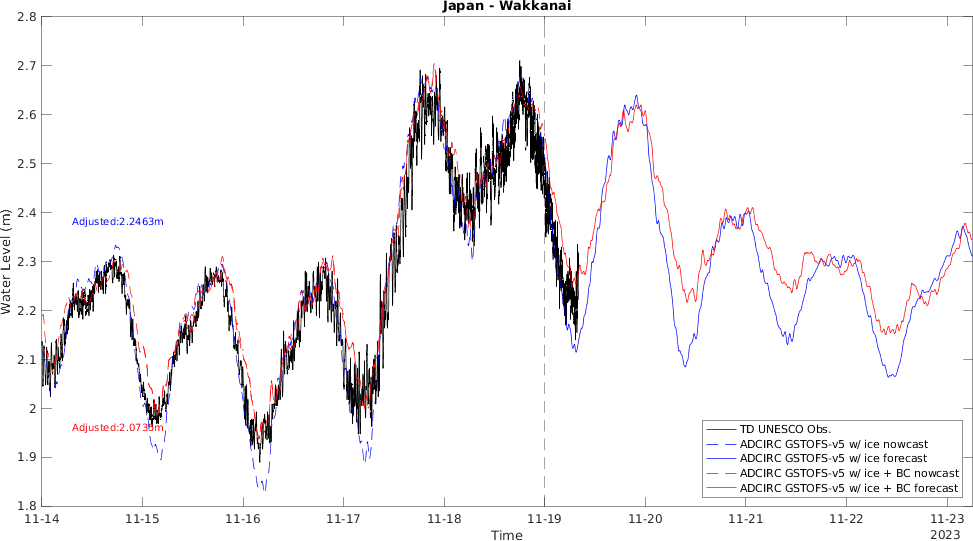 Japan - Wakkanai
2.8
2.7
2.6
2.5
2.4
2.3
2.2
2.1
2
1.9
1.8
Water Level (m)
Adjusted:2.2463m
Adjusted:2.0735m
TD UNESCO Obs.
ADCIRC GSTOFS-v5 w/ ice nowcast
ADCIRC GSTOFS-v5 w/ ice forecast
ADCIRC GSTOFS-v5 w/ ice + BC nowcast
ADCIRC GSTOFS-v5 w/ ice + BC forecast
11-14 11-15 11-16 11-17 11-18 11-19 11-20 11-21 11-22 11-23
Time 2023